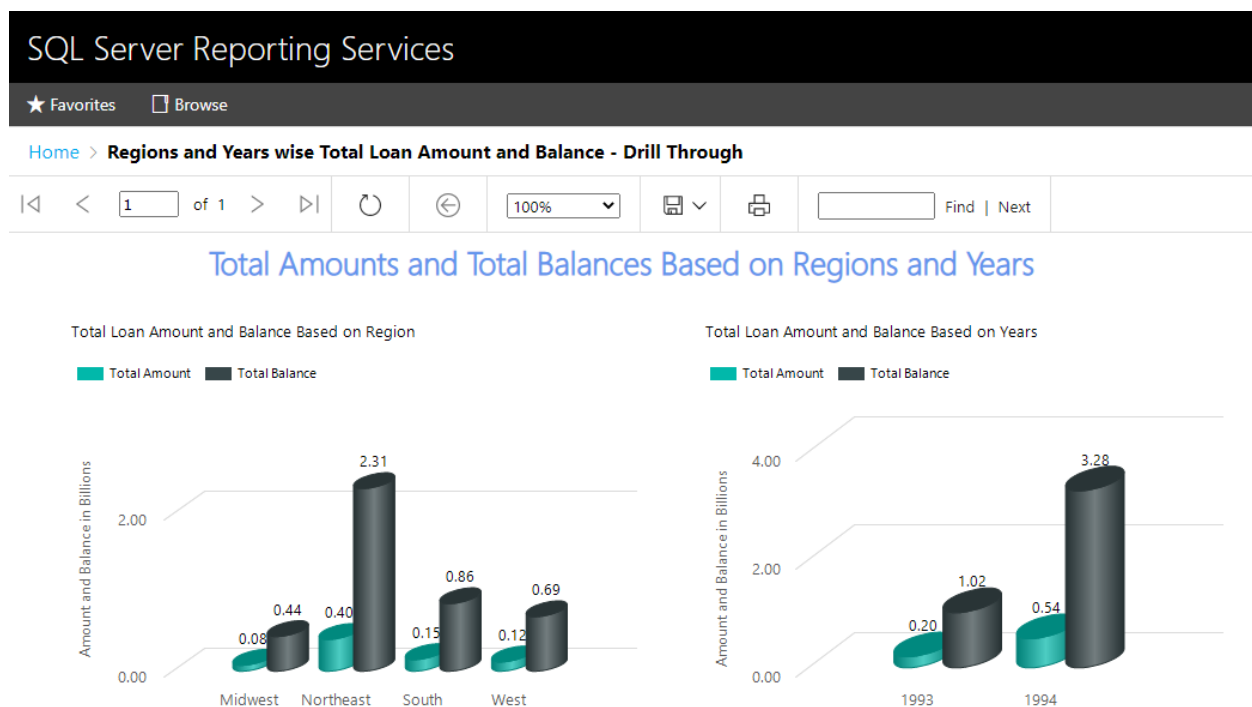 SQL Server Reporting Services
Favorites Browse
Home > Regions and Years wise Total Loan Amount and Balance - Drill Through
1 of 1 100% Find | Next
Total Amounts and Total Balances Based on Regions and Years
Total Loan Amount and Balance Based on Region
Total Amount Total Balance
Amount and Balance in Billions
2.00
0.00
0.08
0.44
0.40
2.31
0.15
0.86
0.12
0.69
Midwest Northeast South West
Total Loan Amount and Balance Based on Years
Total Amount Total Balance
Amount and Balance in Billions
4.00
2.00
0.00
0.20
1.02
0.54
3.28
1993 1994